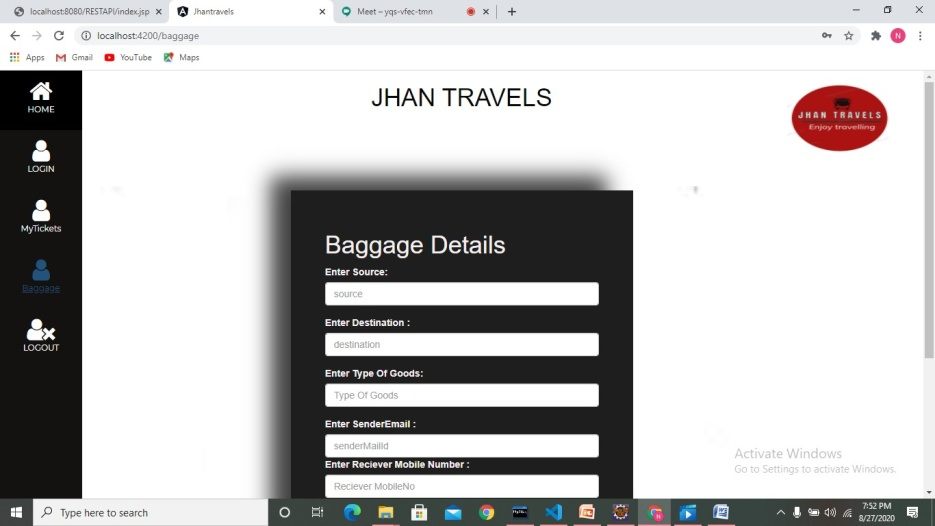 localhost:8080/RESTAPI/index.jsp
Jhantravels
Meet – yqs-vfec-tmn
localhost:4200/baggage
N
Apps
Gmail
YouTube
Maps
HOME
LOGIN
MyTickets
Baggage
LOGOUT
JHAN TRAVELS
JHAN TRAVELS
Enjoy travelling
Baggage Details
Enter Source:
source
Enter Destination :
destination
Enter Type Of Goods:
Type Of Goods
Enter SenderEmail :
senderMailId
Enter Reciever Mobile Number :
Reciever MobileNo
Activate Windows
Go to Settings to activate Windows.
Type here to search
7:52 PM
8/27/2020